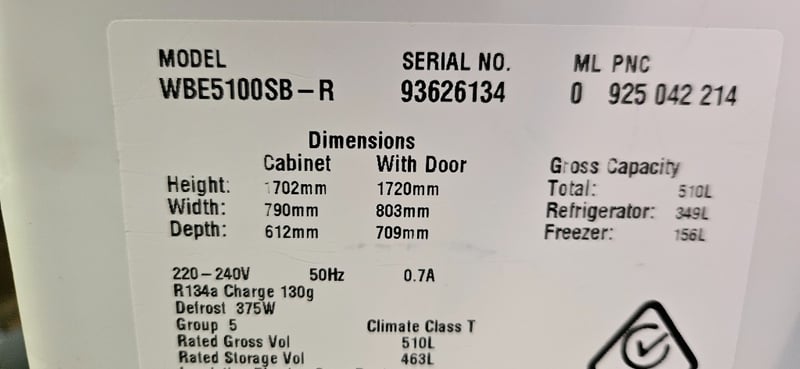 MODEL SERIAL NO. ML PNC
WBE5100SB-R 93626134 0 925 042 214
Dimensions
Cabinet With Door Gross Capacity
Height: 1702mm 1720mm Total: 510L
Width: 790mm 803mm Refrigerator: 349L
Depth: 612mm 709mm Freezer: 156L
220-240V 50Hz 0.7A
R134a Charge 130g
Defrost 375W
Group 5 Climate Class T
Rated Gross Vol 510L
Rated Storage Vol 463L